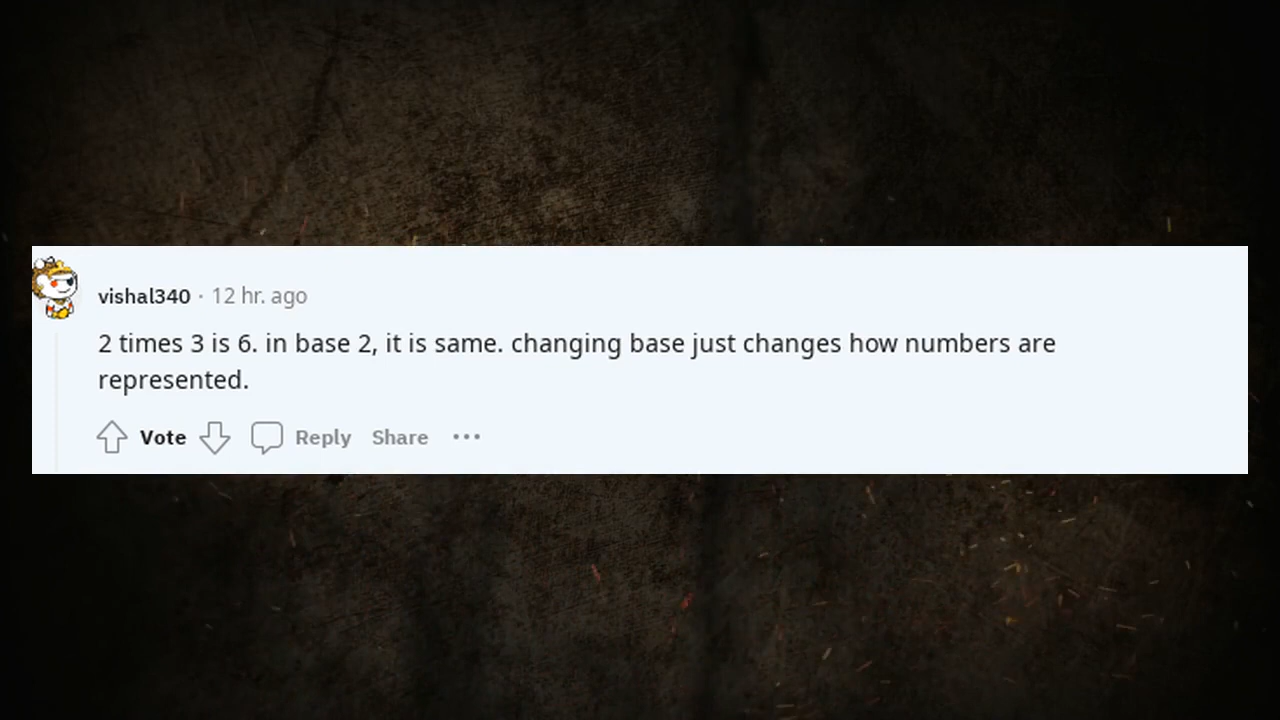 vishal340 · 12 hr. ago
2 times 3 is 6. in base 2, it is same. changing base just changes how numbers are
represented.
Vote Reply Share ···